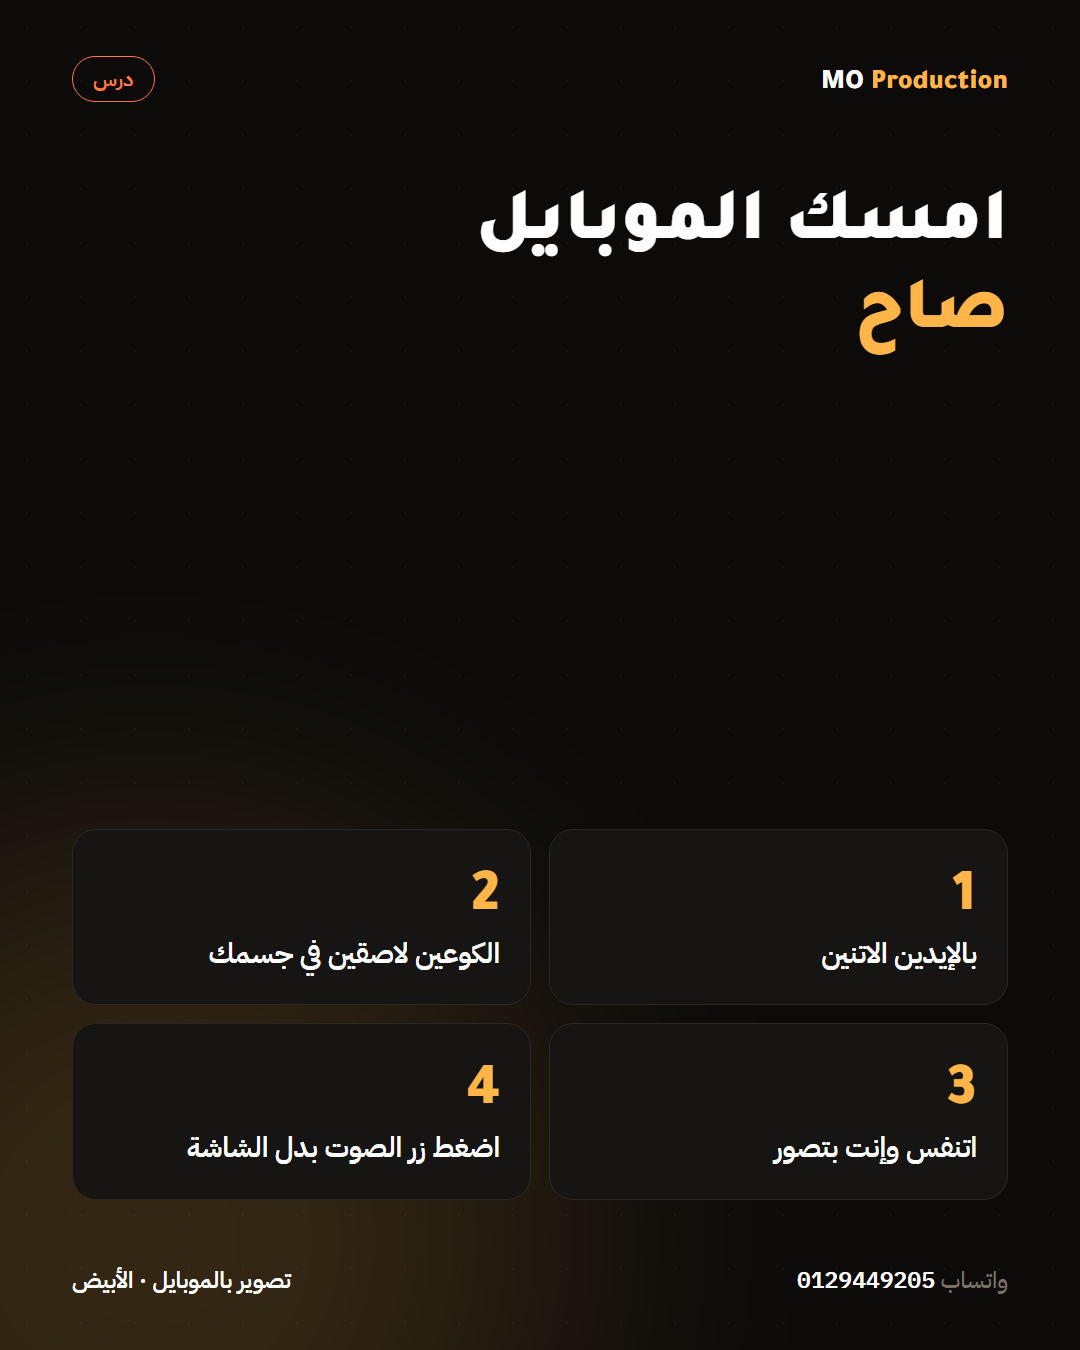 MO Production
درس
امسك الموبايل
صاح
1
بالإيدين الاتنين
2
الكوعين لاصقين في جسمك
3
اتنفس وإنت بتصور
4
اضغط زر الصوت بدل الشاشة
واتساب 0129449205
تصوير بالموبايل · الأبيض